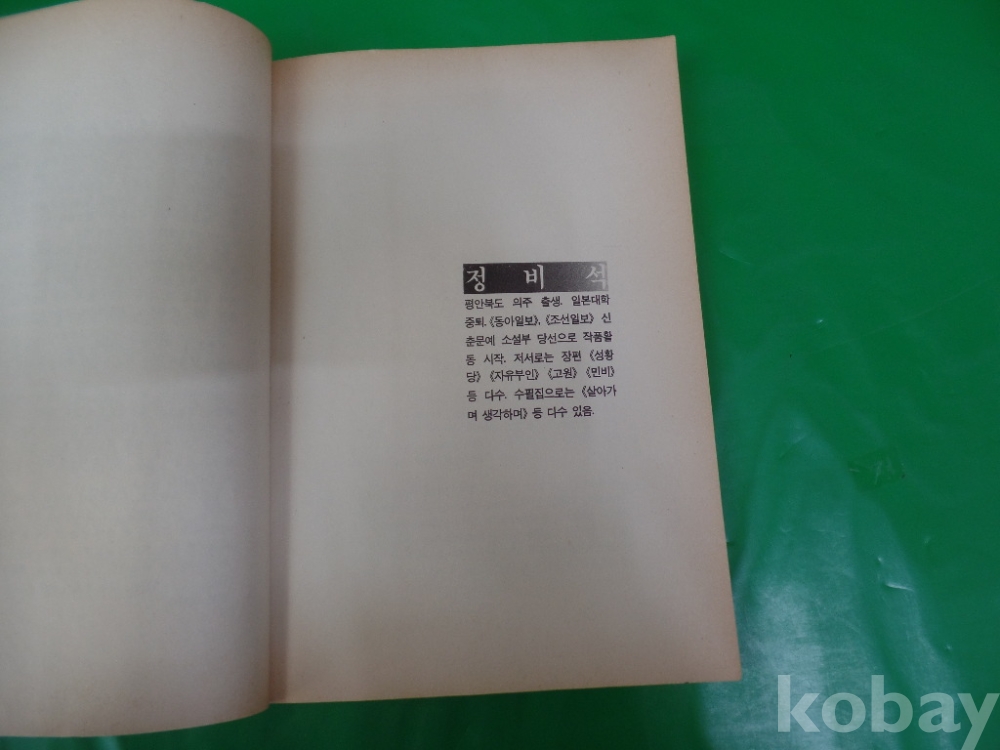 정 비 석
평안북도 의주 출생. 일본대학
중퇴. 《동아일보》, 《조선일보》 신
춘문예 소설부 당선으로 작품활
동 시작. 저서로는 장편 《성황
당》 《자유부인》 《고원》 《민비》
등 다수. 수필집으로는 《살아가
며 생각하며》 등 다수 있음.
kobay